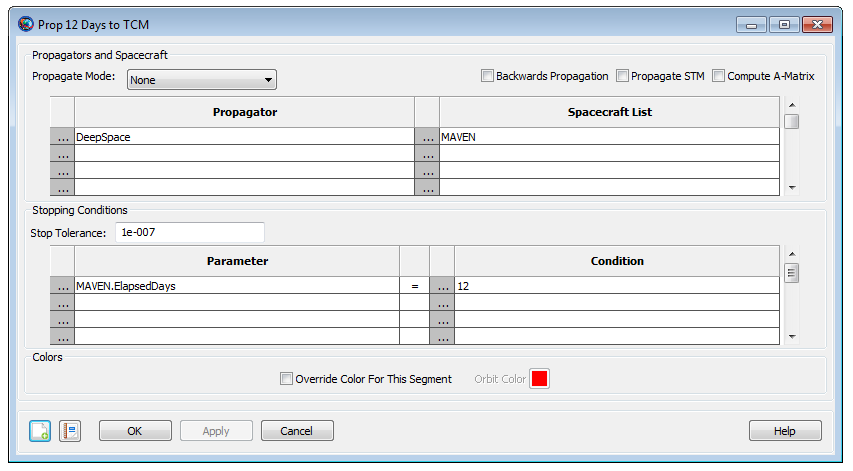 Prop 12 Days to TCM
Propagators and Spacecraft
Propagate Mode: None Backwards Propagation Propagate STM Compute A-Matrix
Propagator Spacecraft List
... DeepSpace ... MAVEN
... ...
... ...
... ...
Stopping Conditions
Stop Tolerance: 1e-007
Parameter Condition
... MAVEN.ElapsedDays = ... 12
... ...
... ...
... ...
Colors
Override Color For This Segment Orbit Color
OK Apply Cancel Help